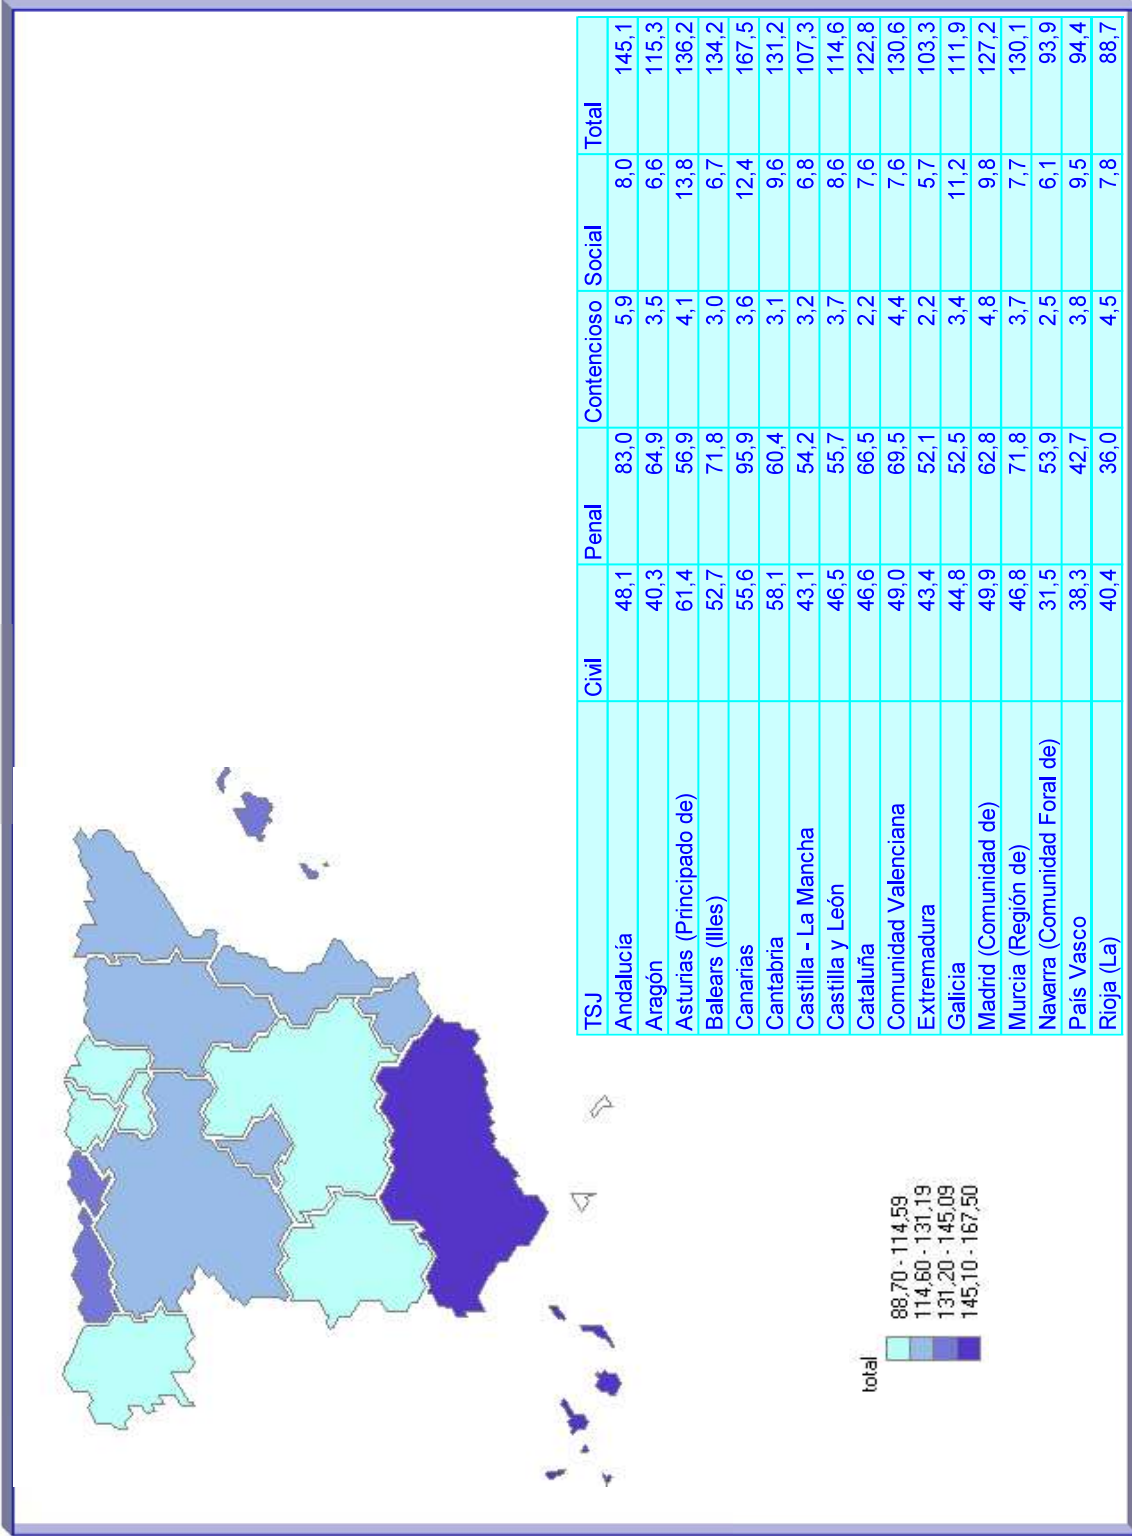 TSJ Civil Penal Contencioso Social Total
Andalucía 48,1 83,0 5,9 8,0 145,1
Aragón 40,3 64,9 3,5 6,6 115,3
Asturias (Principado de) 61,4 56,9 4,1 13,8 136,2
Balears (Illes) 52,7 71,8 3,0 6,7 134,2
Canarias 55,6 95,9 3,6 12,4 167,5
Cantabria 58,1 60,4 3,1 9,6 131,2
Castilla - La Mancha 43,1 54,2 3,2 6,8 107,3
Castilla y León 46,5 55,7 3,7 8,6 114,6
Cataluña 46,6 66,5 2,2 7,6 122,8
Comunidad Valenciana 49,0 69,5 4,4 7,6 130,6
Extremadura 43,4 52,1 2,2 5,7 103,3
Galicia 44,8 52,5 3,4 11,2 111,9
Madrid (Comunidad de) 49,9 62,8 4,8 9,8 127,2
Murcia (Región de) 46,8 71,8 3,7 7,7 130,1
Navarra (Comunidad Foral de) 31,5 53,9 2,5 6,1 93,9
País Vasco 38,3 42,7 3,8 9,5 94,4
Rioja (La) 40,4 36,0 4,5 7,8 88,7
total
88,70 - 114,59
114,60 - 131,19
131,20 - 145,09
145,10 - 167,50